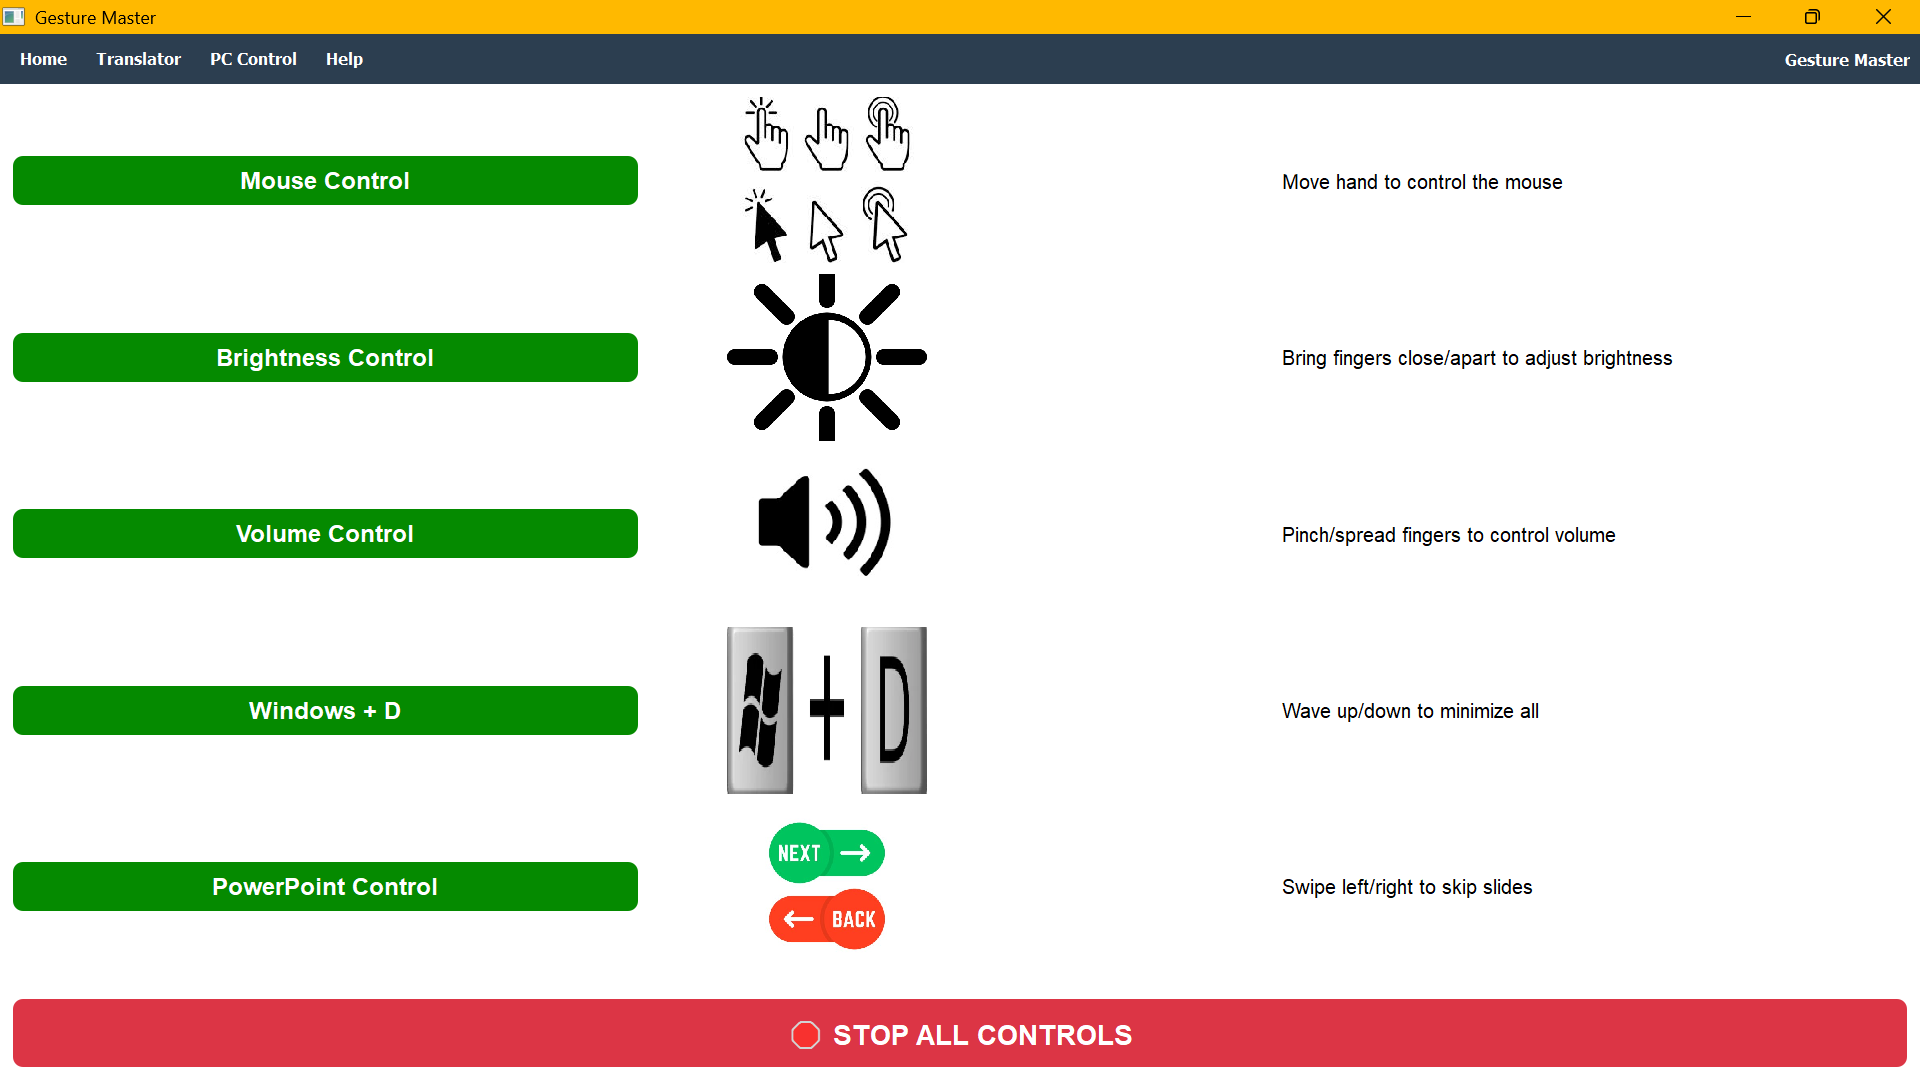 Gesture Master
Home Translator PC Control Help Gesture Master
Mouse Control Move hand to control the mouse
Brightness Control Bring fingers close/apart to adjust brightness
Volume Control Pinch/spread fingers to control volume
Windows + D + D Wave up/down to minimize all
NEXT
PowerPoint Control Swipe left/right to skip slides
BACK
STOP ALL CONTROLS